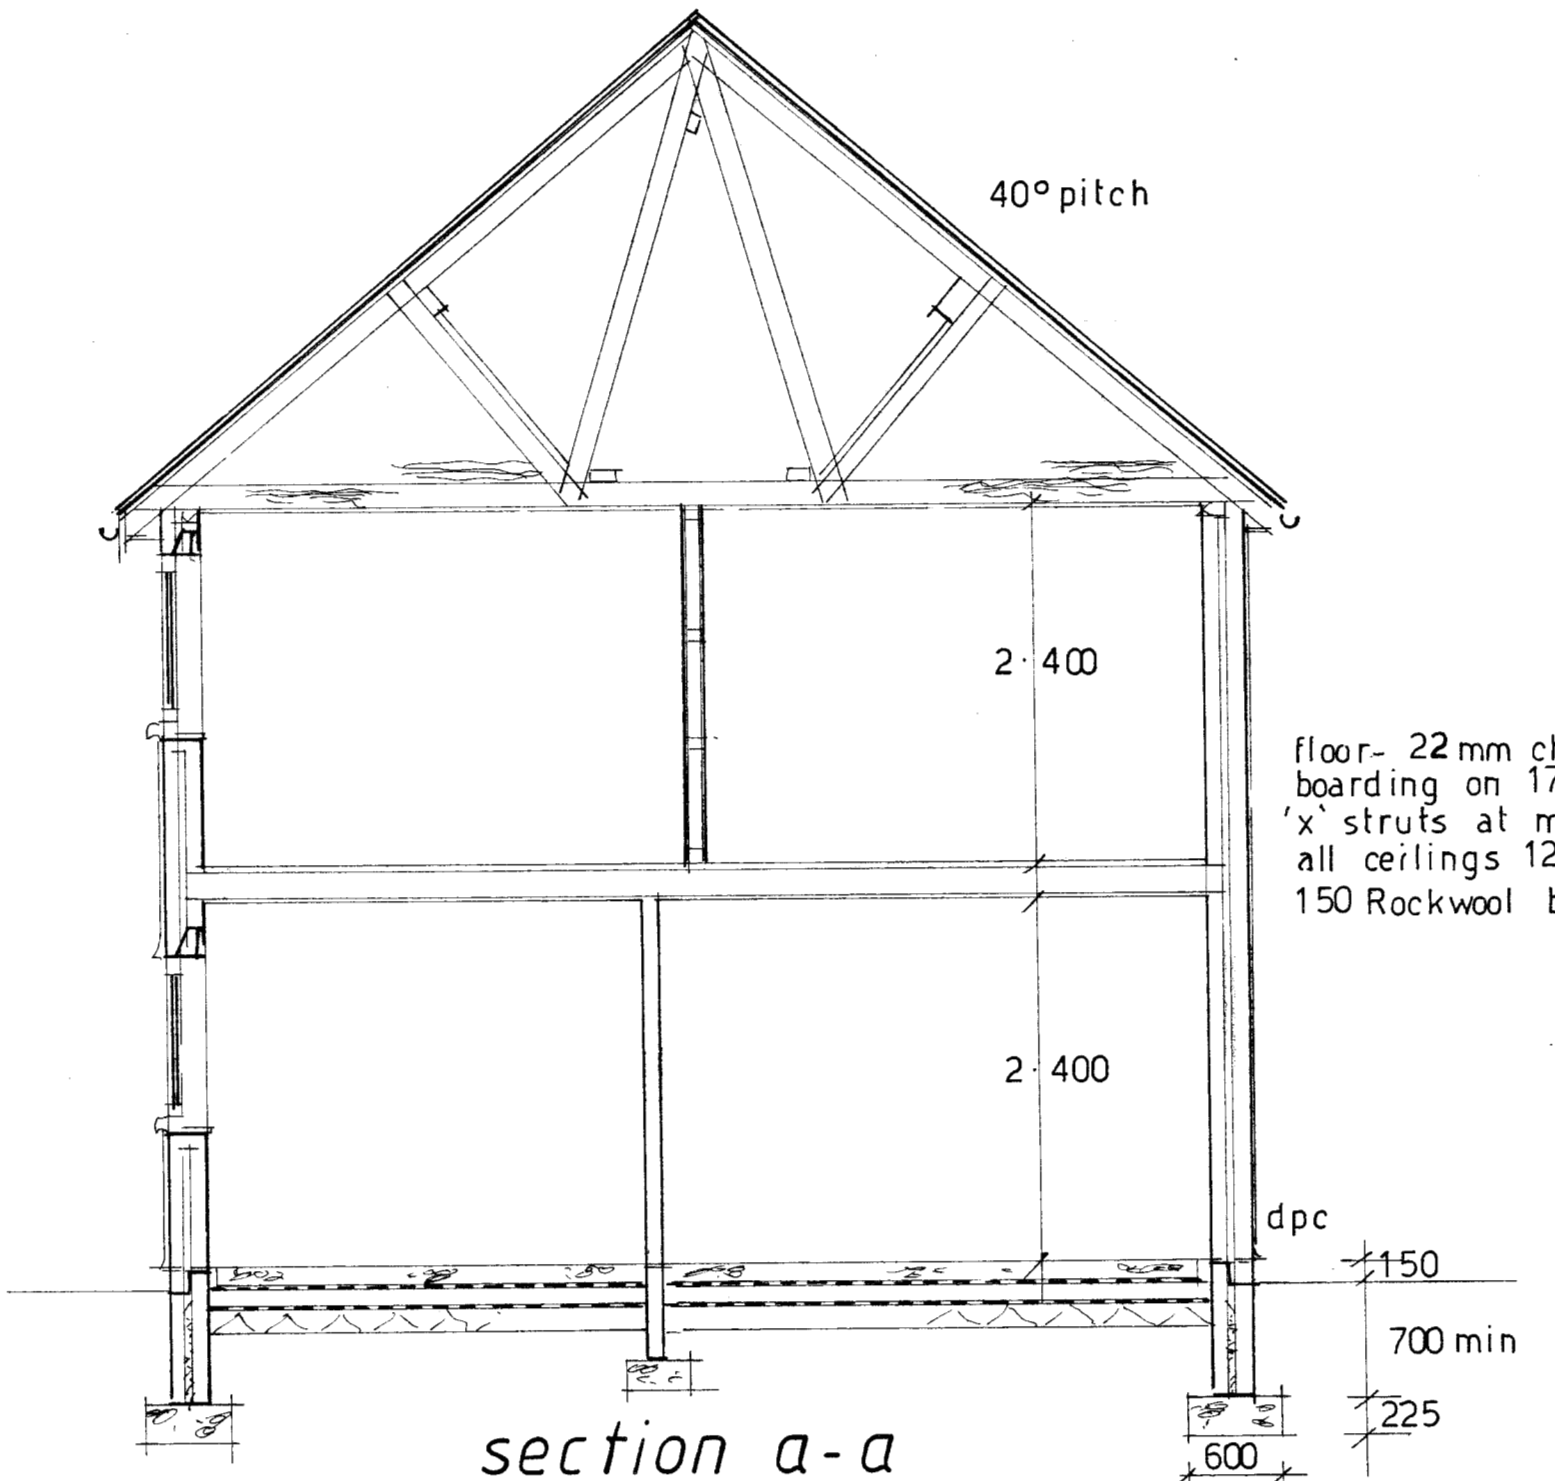 40° pitch
2·400
floor- 22 mm
boarding on
'x' struts at
all ceilings
150 Rockwool
2·400
dpc
150
700 min
225
600
section a-a